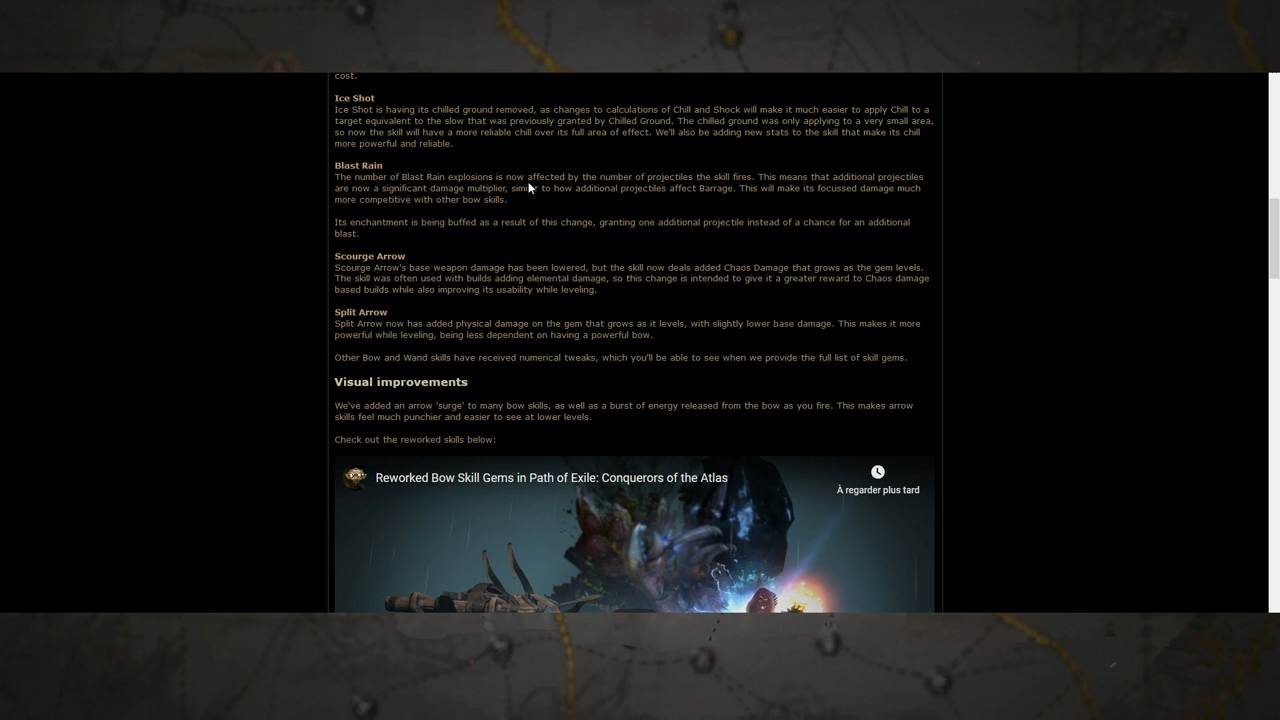 cost.
Ice Shot
Ice Shot is having its chilled ground removed, as changes to calculations of Chill and Shock will make it much easier to apply Chill to a
target equivalent to the slow that was previously granted by Chilled Ground. The chilled ground was only applying to a very small area,
so now the skill will have a more reliable chill over its full area of effect. We'll also be adding new stats to the skill that make its chill
more powerful and reliable.
Blast Rain
The number of Blast Rain explosions is now affected by the number of projectiles the skill fires. This means that additional projectiles
are now a significant damage multiplier, similar to how additional projectiles affect Barrage. This will make its focussed damage much
more competitive with other bow skills.
Its enchantment is being buffed as a result of this change, granting one additional projectile instead of a chance for an additional
blast.
Scourge Arrow
Scourge Arrow's base weapon damage has been lowered, but the skill now deals added Chaos Damage that grows as the gem levels.
The skill was often used with builds adding elemental damage, so this change is intended to give it a greater reward to Chaos damage
based builds while also improving its usability while leveling.
Split Arrow
Split Arrow now has added physical damage on the gem that grows as it levels, with slightly lower base damage. This makes it more
powerful while leveling, being less dependent on having a powerful bow.
Other Bow and Wand skills have received numerical tweaks, which you'll be able to see when we provide the full list of skill gems.
Visual improvements
We've added an arrow 'surge' to many bow skills, as well as a burst of energy released from the bow as you fire. This makes arrow
skills feel much punchier and easier to see at lower levels.
Check out the reworked skills below:
Reworked Bow Skill Gems in Path of Exile: Conquerors of the Atlas
À regarder plus tard